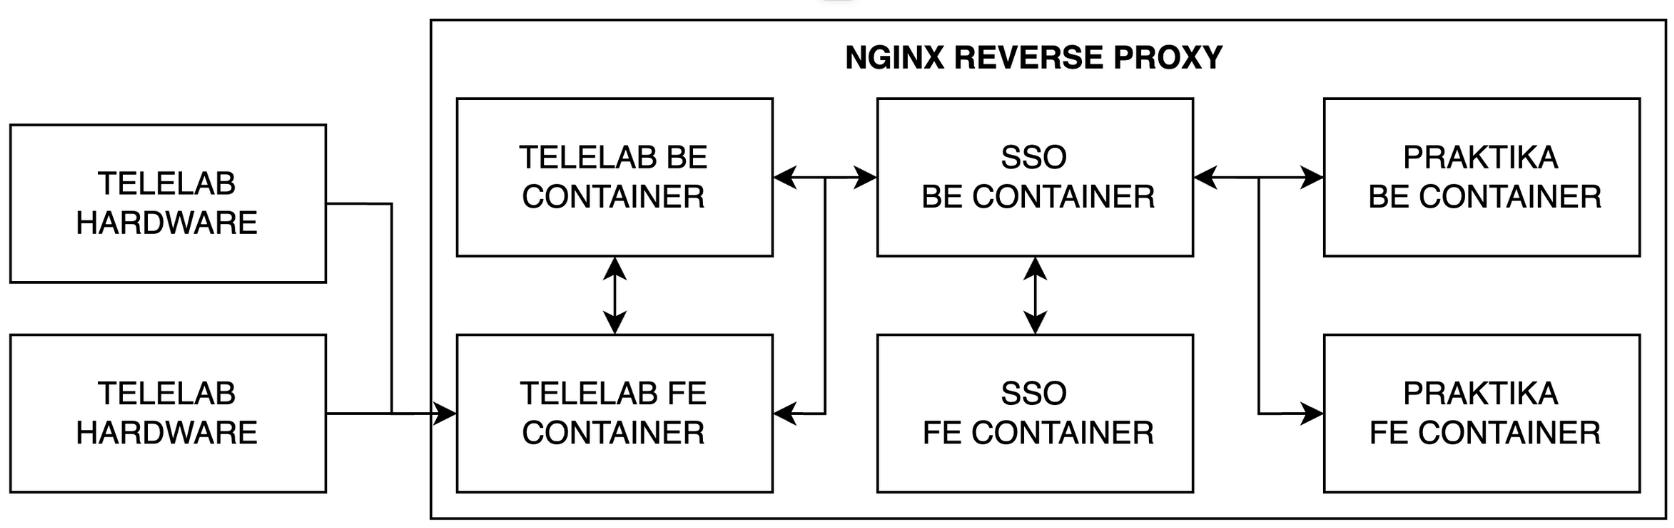 NGINX REVERSE PROXY
TELELAB
HARDWARE
TELELAB BE
CONTAINER
SSO
BE CONTAINER
PRAKTIKA
BE CONTAINER
TELELAB
HARDWARE
TELELAB FE
CONTAINER
SSO
FE CONTAINER
PRAKTIKA
FE CONTAINER